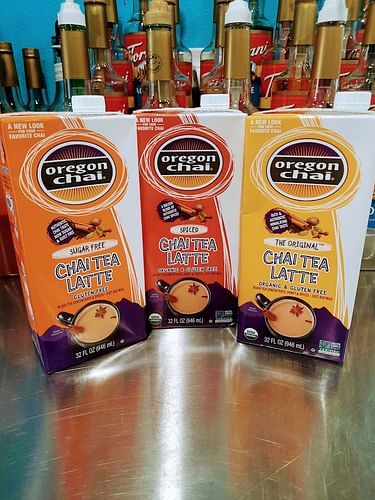 A NEW LOOK
FOR YOUR
FAVORITE CHAI
oregon
chai.
SUGAR FREE
CHAI TEA
LATTE
GLUTEN FREE
32 FL OZ (946 mL)
A NEW LOOK
FOR YOUR
FAVORITE CHAI
oregon
chai.
SPICED
CHAI TEA
LATTE
ORGANIC & GLUTEN FREE
32 FL OZ (946 mL)
A NEW LOOK
FOR YOUR
FAVORITE CHAI
oregon
chai.
THE ORIGINAL™
CHAI TEA
LATTE
ORGANIC & GLUTEN FREE
32 FL OZ (946 mL)